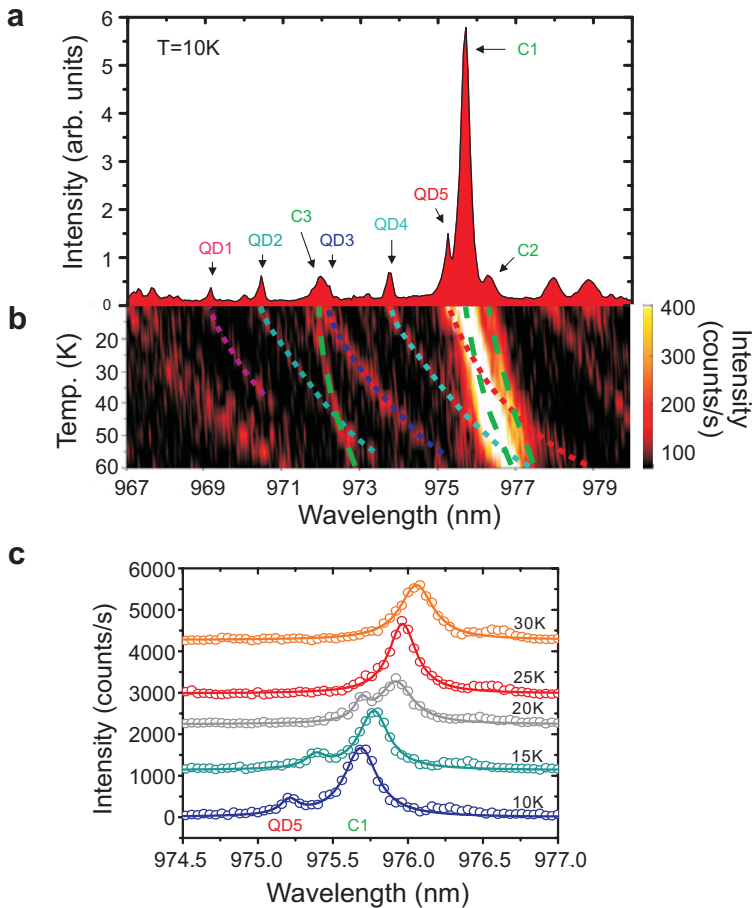 a
Intensity (arb. units)
6
5
4
3
2
1
0
T=10K
C1
QD5
C3
QD4
QD1
QD2
QD3
C2
b
Temp. (K)
20
30
40
50
60
967
969
971
973
975
977
979
Wavelength (nm)
400
300
200
100
Intensity
(counts/s)
c
Intensity (counts/s)
6000
5000
4000
3000
2000
1000
0
30K
25K
20K
15K
10K
QD5
C1
974.5
975.0
975.5
976.0
976.5
977.0
Wavelength (nm)